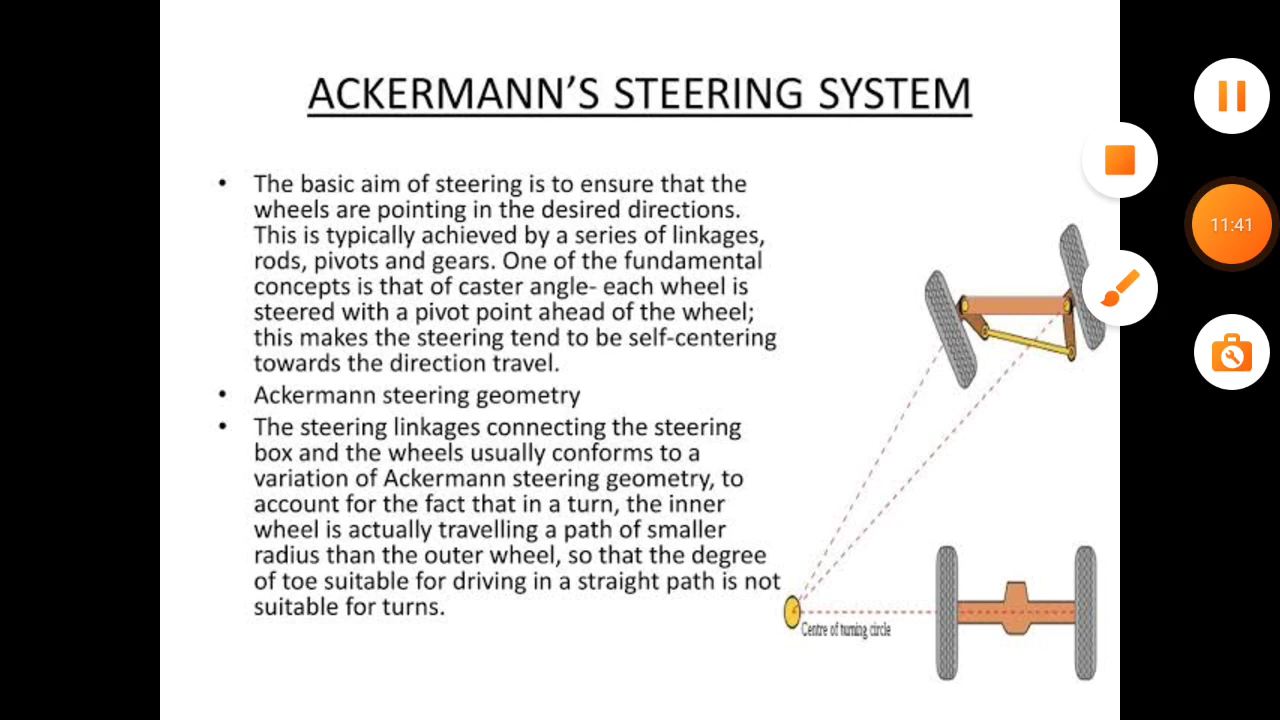 ACKERMANN’S STEERING SYSTEM
• The basic aim of steering is to ensure that the
wheels are pointing in the desired directions.
This is typically achieved by a series of linkages,
rods, pivots and gears. One of the fundamental
concepts is that of caster angle- each wheel is
steered with a pivot point ahead of the wheel;
this makes the steering tend to be self-centering
towards the direction travel.
• Ackermann steering geometry
• The steering linkages connecting the steering
box and the wheels usually conforms to a
variation of Ackermann steering geometry, to
account for the fact that in a turn, the inner
wheel is actually travelling a path of smaller
radius than the outer wheel, so that the degree
of toe suitable for driving in a straight path is not
suitable for turns.
Centre of turning circle
11:41